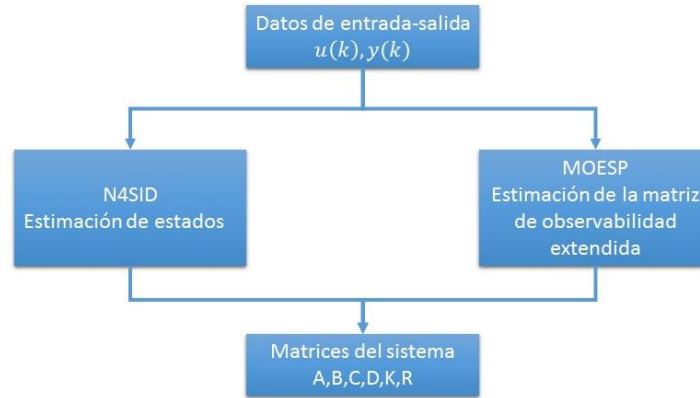 Datos de entrada-salida
u(k), y(k)
N4SID
Estimación de estados
MOESP
Estimación de la matriz
de observabilidad
extendida
Matrices del sistema
A,B,C,D,K,R